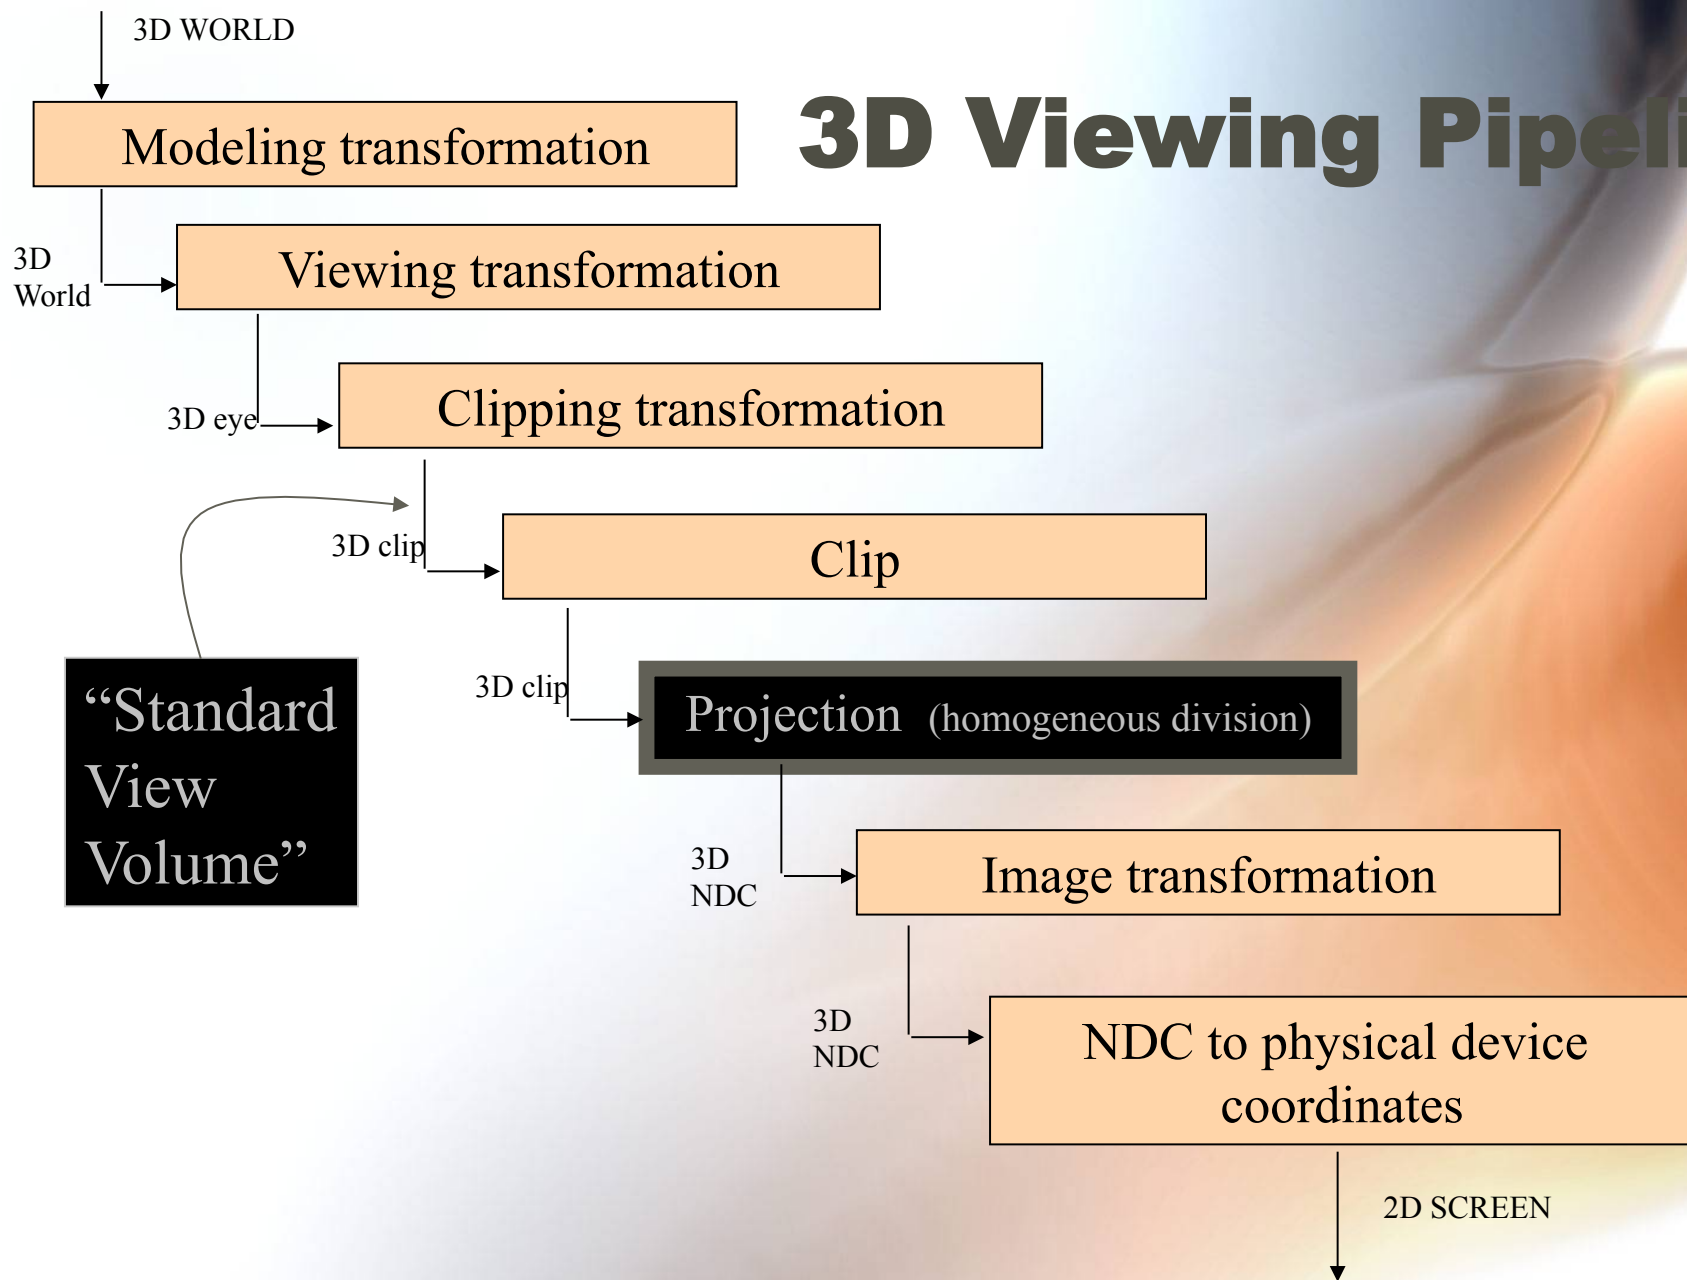 3D WORLD
3D Viewing Pipeli
Modeling transformation
3D
World
Viewing transformation
3D eye
Clipping transformation
3D clip
Clip
“Standard
View
Volume”
3D clip
Projection (homogeneous division)
3D
NDC
Image transformation
3D
NDC
NDC to physical device
coordinates
2D SCREEN